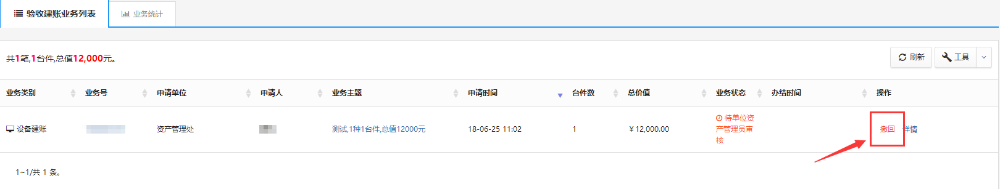 验收建账业务列表 业务统计
共1笔,1台件,总值12,000元。 刷新 工具
业务类别 业务号 申请单位 申请人 业务主题 申请时间 台件数 总价值 业务状态 办结时间 操作
设备建账 资产管理处 测试,1种1台件,总值12000元 18-06-25 11:02 1 ￥12,000.00 待单位资 撤回 详情
产管理员审
核
1~1/共 1 条。